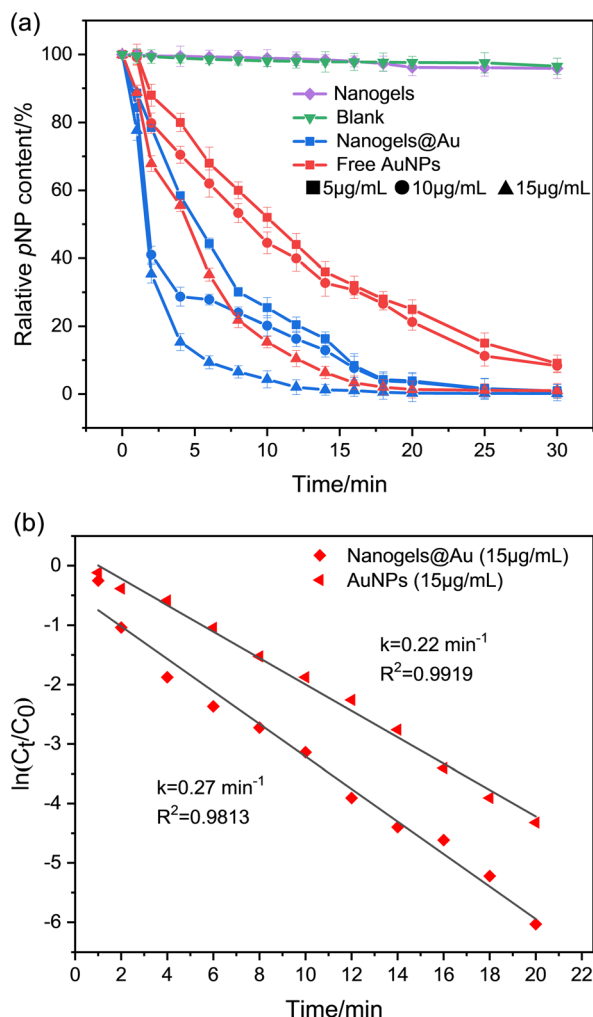 (a)
100
80
60
40
20
0
Ralative pNP content/%
Nanogels
Blank
Nanogels@Au
Free AuNPs
5μg/mL 10μg/mL 15μg/mL
0 5 10 15 20 25 30
Time/min
(b)
0
-1
-2
-3
-4
-5
-6
ln(Ct/C0)
Nanogels@Au (15μg/mL)
AuNPs (15μg/mL)
k=0.22 min⁻¹
R²=0.9919
k=0.27 min⁻¹
R²=0.9813
2 4 6 8 10 12 14 16 18 20 22
Time/min